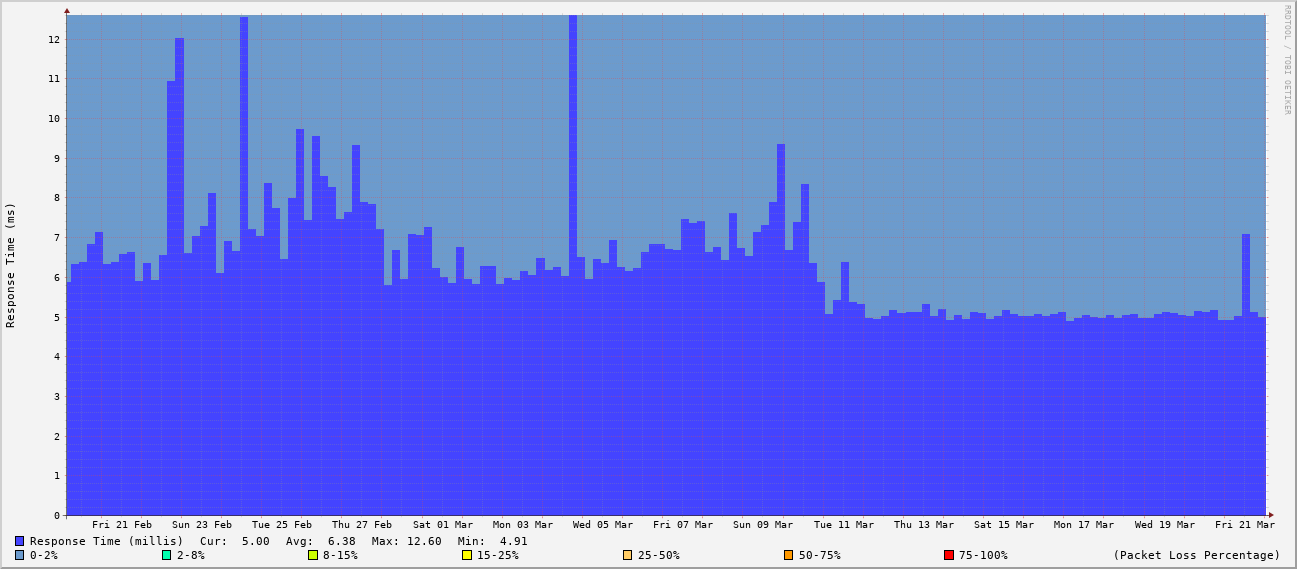 RRDTOOL / TOBI OETIKER
Response Time (ms)
12
11
10
9
8
7
6
5
4
3
2
1
0
Fri 21 Feb Sun 23 Feb Tue 25 Feb Thu 27 Feb Sat 01 Mar Mon 03 Mar Wed 05 Mar Fri 07 Mar Sun 09 Mar Tue 11 Mar Thu 13 Mar Sat 15 Mar Mon 17 Mar Wed 19 Mar Fri 21 Mar
Response Time (millis) Cur: 5.00 Avg: 6.38 Max: 12.60 Min: 4.91
0-2% 2-8% 8-15% 15-25% 25-50% 50-75% 75-100% (Packet Loss Percentage)